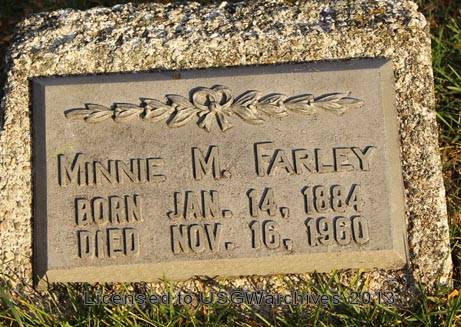 MINNIE M. FARLEY
BORN JAN. 14, 1884
DIED NOV. 16, 1960
Licensed to USGWarchives 2013